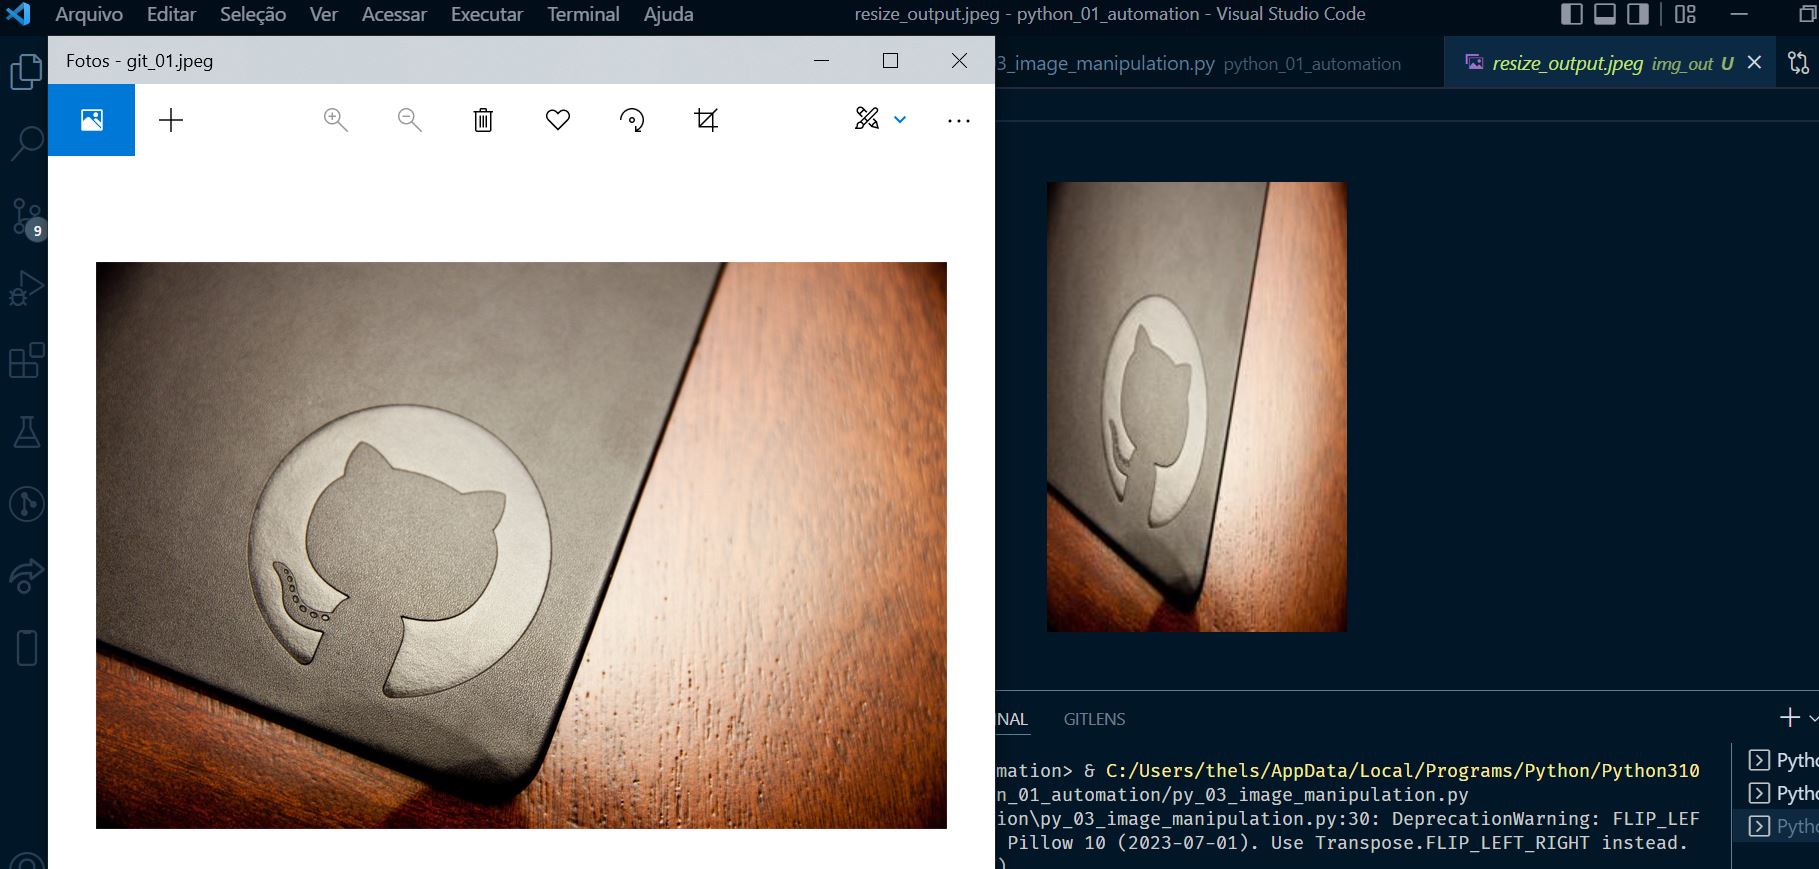 Arquivo Editar Seleção Ver Acessar Executar Terminal Ajuda
resize_output.jpeg - python_01_automation - Visual Studio Code
Fotos - git_01.jpeg
3_image_manipulation.py python_01_automation
resize_output.jpeg img_out U
9
NAL GITLENS
mation> & C:/Users/thels/AppData/Local/Programs/Python/Python310
n_01_automation/py_03_image_manipulation.py
ion\py_03_image_manipulation.py:30: DeprecationWarning: FLIP_LEF
Pillow 10 (2023-07-01). Use Transpose.FLIP_LEFT_RIGHT instead.
)
Pytho
Pytho
Pytho